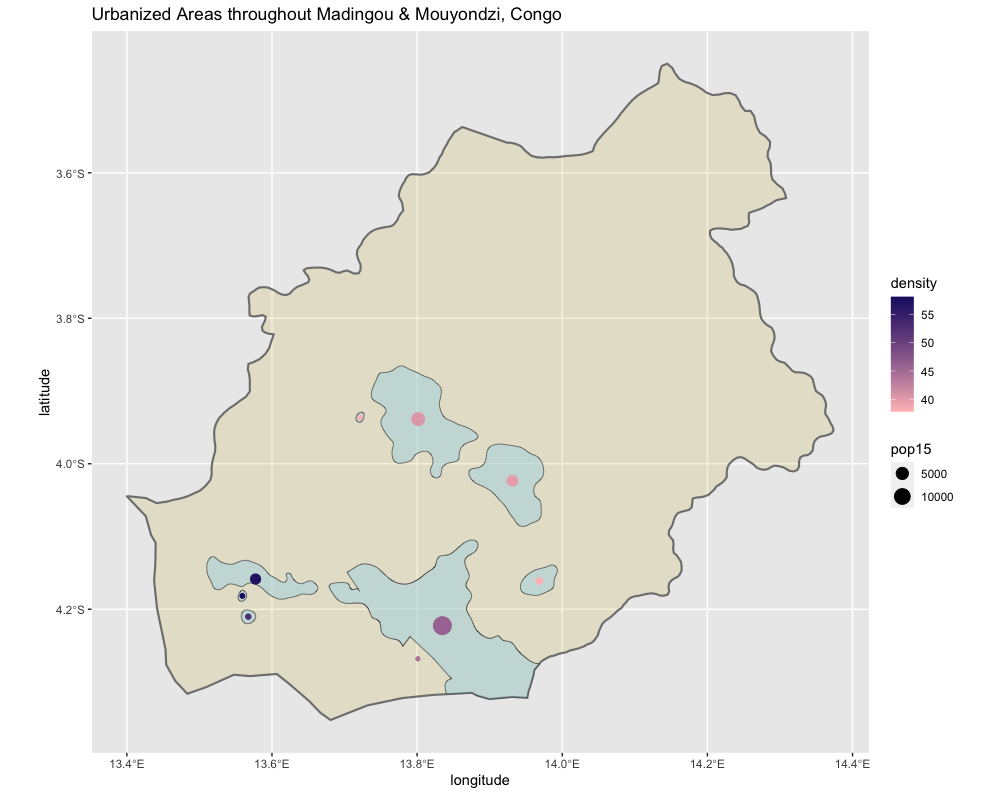 Urbanized Areas throughout Madingou & Mouyondzi, Congo
latitude
3.6°S
3.8°S
4.0°S
4.2°S
13.4°E 13.6°E 13.8°E 14.0°E 14.2°E 14.4°E
longitude
density
55
50
45
40
pop15
5000
10000